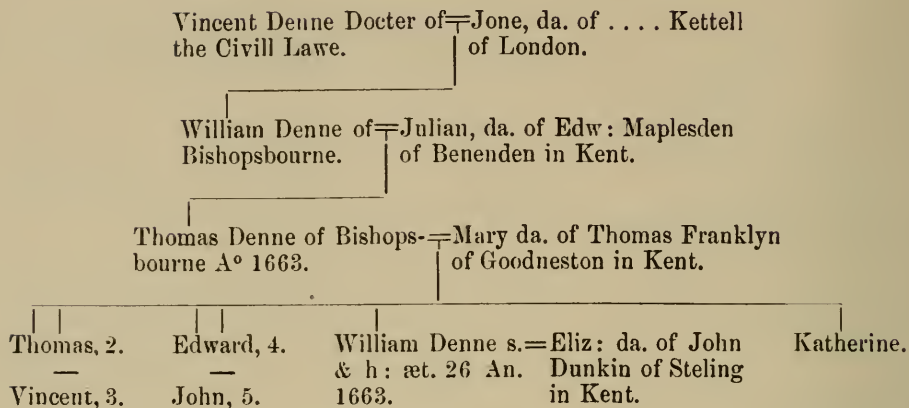 Vincent Denne Docter of=Jone, da. of .... Kettell
the Civill Lawe. of London.
William Denne of=Julian, da. of Edw: Maplesden
Bishopsbourne. of Benenden in Kent.
Thomas Denne of Bishops-=Mary da. of Thomas Franklyn
bourne Aº 1663. of Goodneston in Kent.
Thomas, 2. Edward, 4. William Denne s.=Eliz: da. of John Katherine.
& h: æt. 26 An. Dunkin of Steling
Vincent, 3. John, 5. 1663. in Kent.